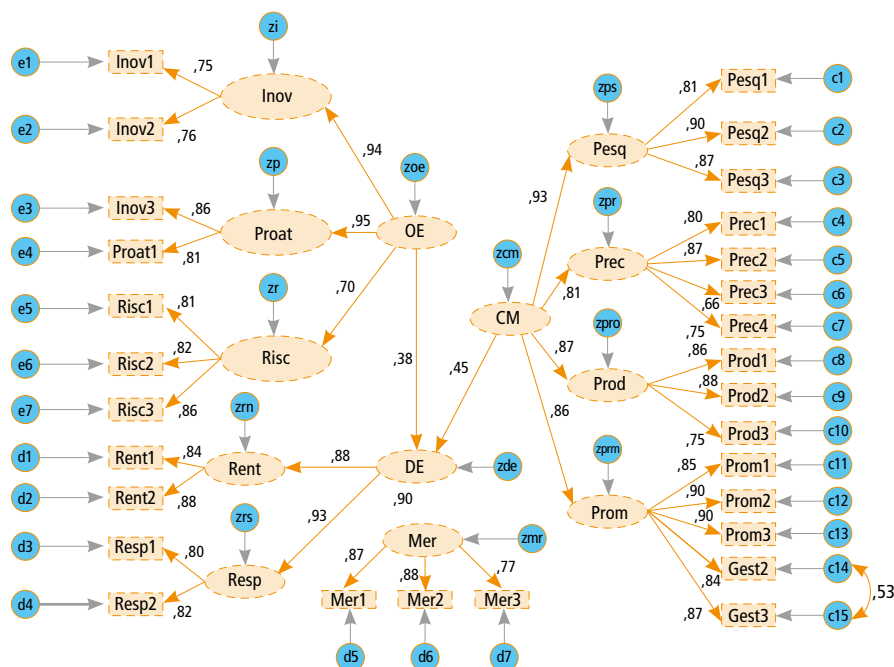 zi
e1
Inov1
,75
Inov
e2
Inov2
,76
,94
zp
zoe
e3
Inov3
,86
Proat
,95
OE
e4
Proat1
,81
zr
,70
e5
Risc1
,81
Risc
e6
Risc2
,82
e7
Risc3
,86
,38
,45
zrn
d1
Rent1
,84
Rent
,88
DE
zde
d2
Rent2
,88
,90
zrs
,93
d3
Resp1
,80
Resp
d4
Resp2
,82
Mer
zmr
,87
,88
,77
Mer1
Mer2
Mer3
d5
d6
d7
zcm
CM
,93
,81
,87
,86
zps
Pesq
,81
Pesq1
c1
,90
Pesq2
c2
,87
Pesq3
c3
zpr
Prec
,80
Prec1
c4
,87
Prec2
c5
Prec3
c6
,66
Prec4
c7
,75
zpro
Prod
,86
Prod1
c8
,88
Prod2
c9
,75
Prod3
c10
zprm
Prom
,85
Prom1
c11
,90
Prom2
c12
,90
Prom3
c13
,84
Gest2
c14
,87
Gest3
c15
,53